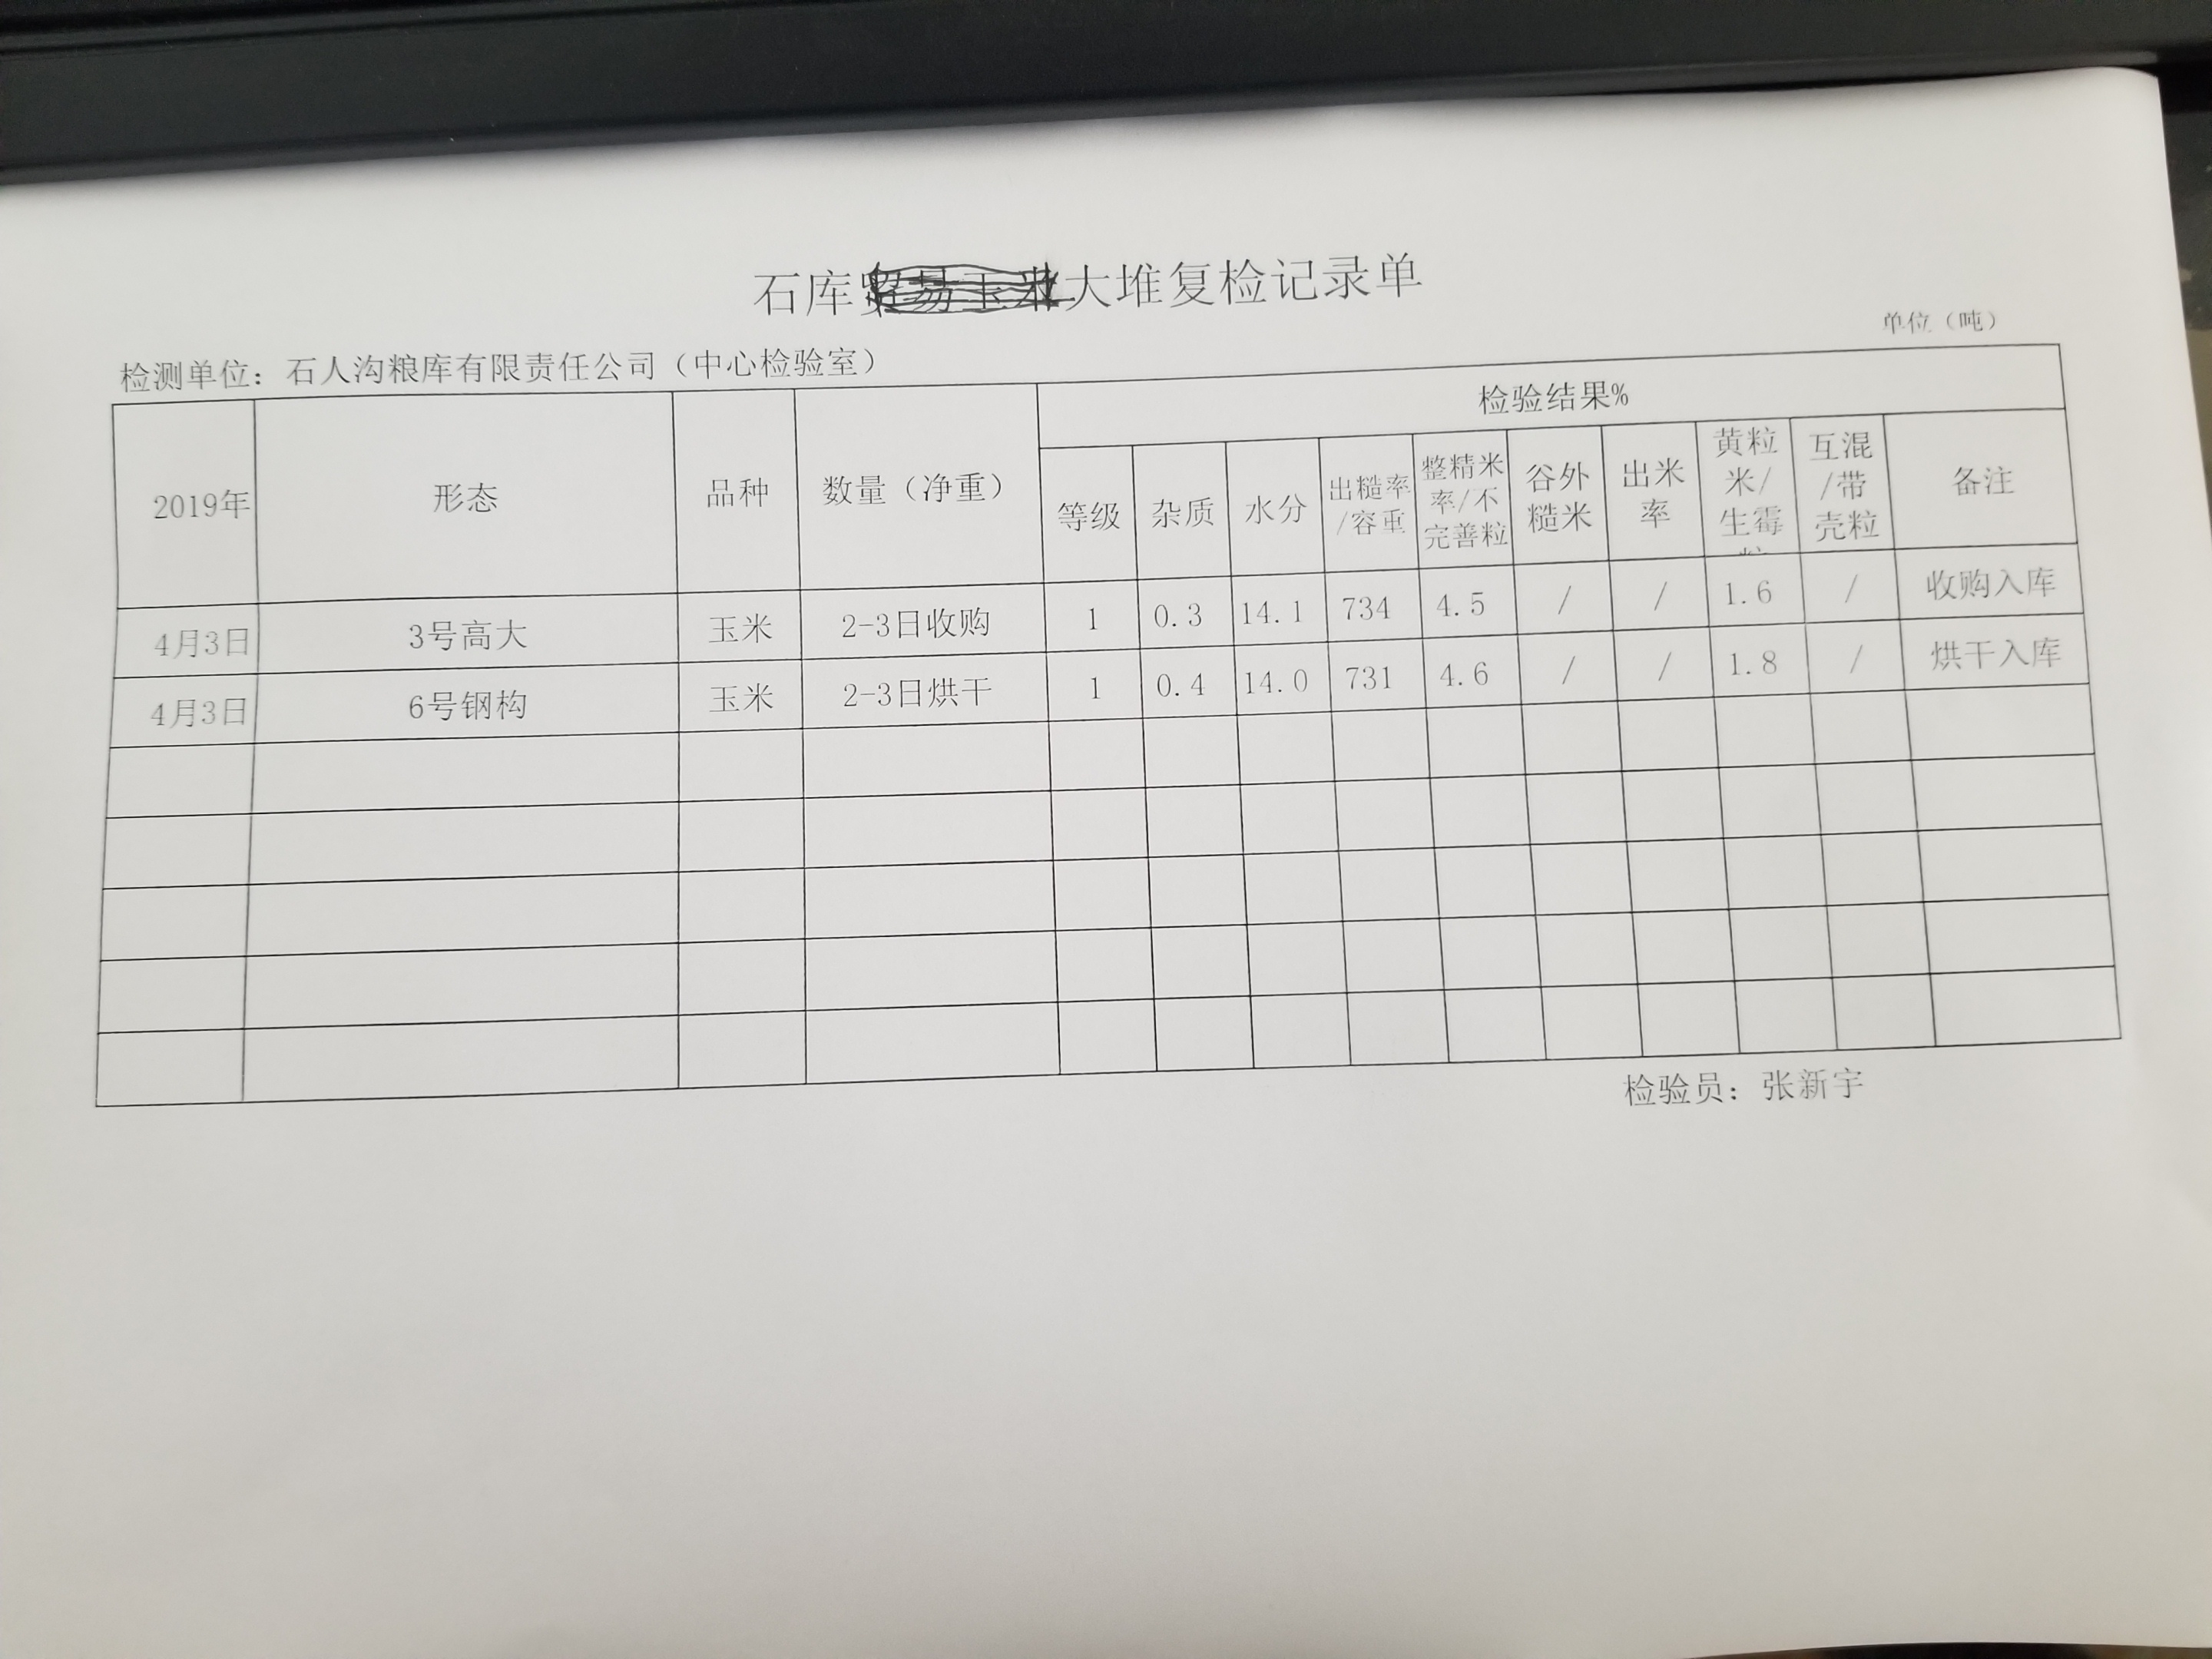 石库大堆复检记录单
单位（吨）
检测单位：石人沟粮库有限责任公司（中心检验室）
2019年 形态 品种 数量（净重） 检验结果% 
等级 杂质 水分 出糙率/容重 整精米率/不完善粒 谷外糙米 出米率 黄粒米/生霉 互混/带壳粒 备注
4月3日 3号高大 玉米 2-3日收购 1 0.3 14.1 734 4.5 / / 1.6 / 收购入库
4月3日 6号钢构 玉米 2-3日烘干 1 0.4 14.0 731 4.6 / / 1.8 / 烘干入库
检验员：张新宇